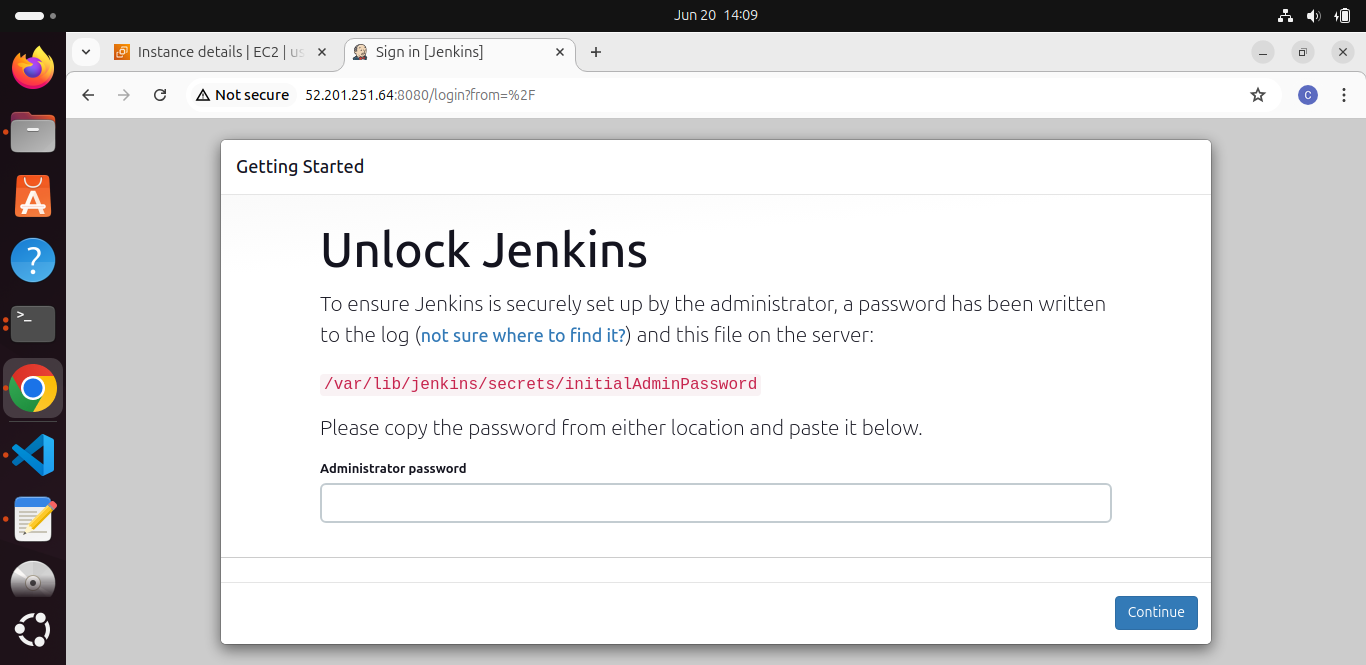 Jun 20 14:09
Instance details | EC2 | us
Sign in [Jenkins]
Not secure
52.201.251.64:8080/login?from=%2F
C
Getting Started
Unlock Jenkins
To ensure Jenkins is securely set up by the administrator, a password has been written
to the log (not sure where to find it?) and this file on the server:
/var/lib/jenkins/secrets/initialAdminPassword
Please copy the password from either location and paste it below.
Administrator password
Continue